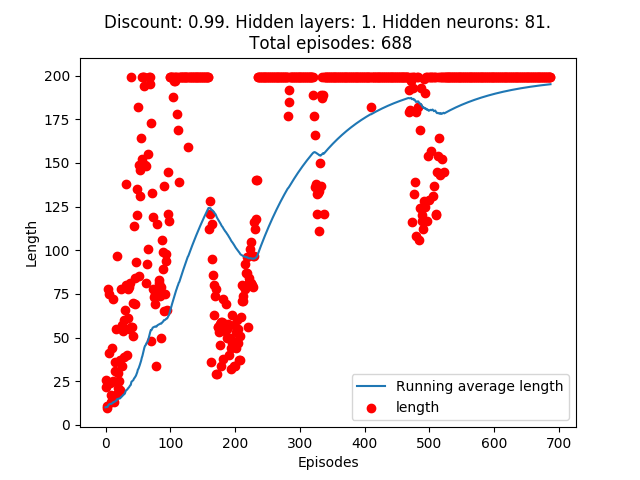 Discount: 0.99. Hidden layers: 1. Hidden neurons: 81.
Total episodes: 688
200
175
150
125
100
75
50
25
0
Length
0 100 200 300 400 500 600 700
Episodes
Running average length
length